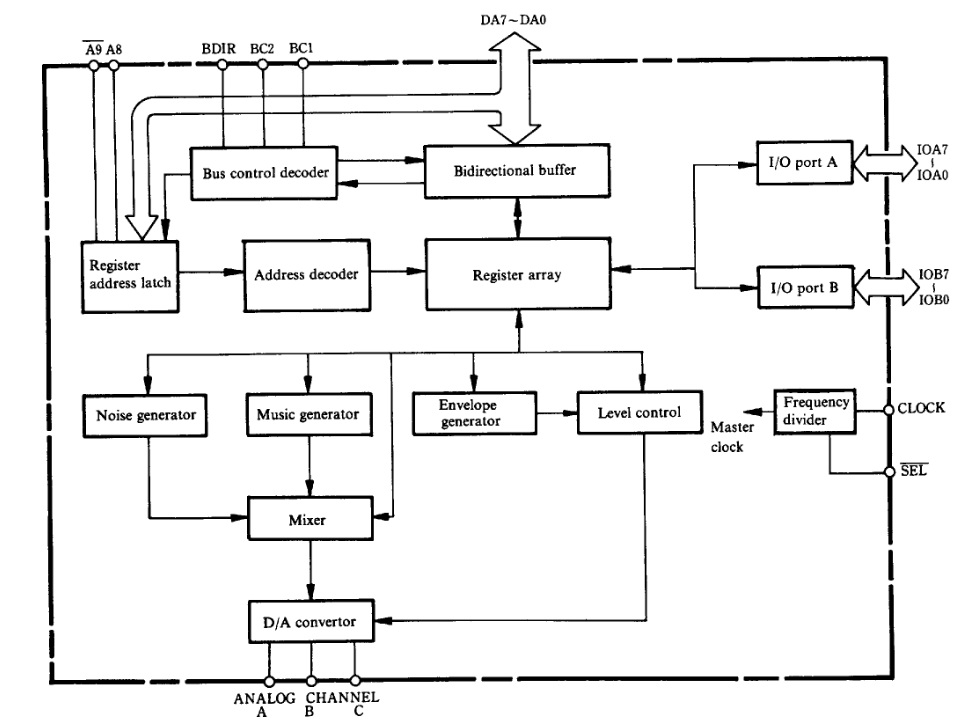 DA7~DA0
A9 A8
BDIR BC2 BC1
Bus control decoder
Bidirectional buffer
I/O port A
IOA7
~
IOA0
Register
address latch
Address decoder
Register array
I/O port B
IOB7
~
IOB0
Noise generator
Music generator
Envelope
generator
Level control
Frequency
divider
CLOCK
Master
clock
SEL
Mixer
D/A convertor
ANALOG CHANNEL
A B C